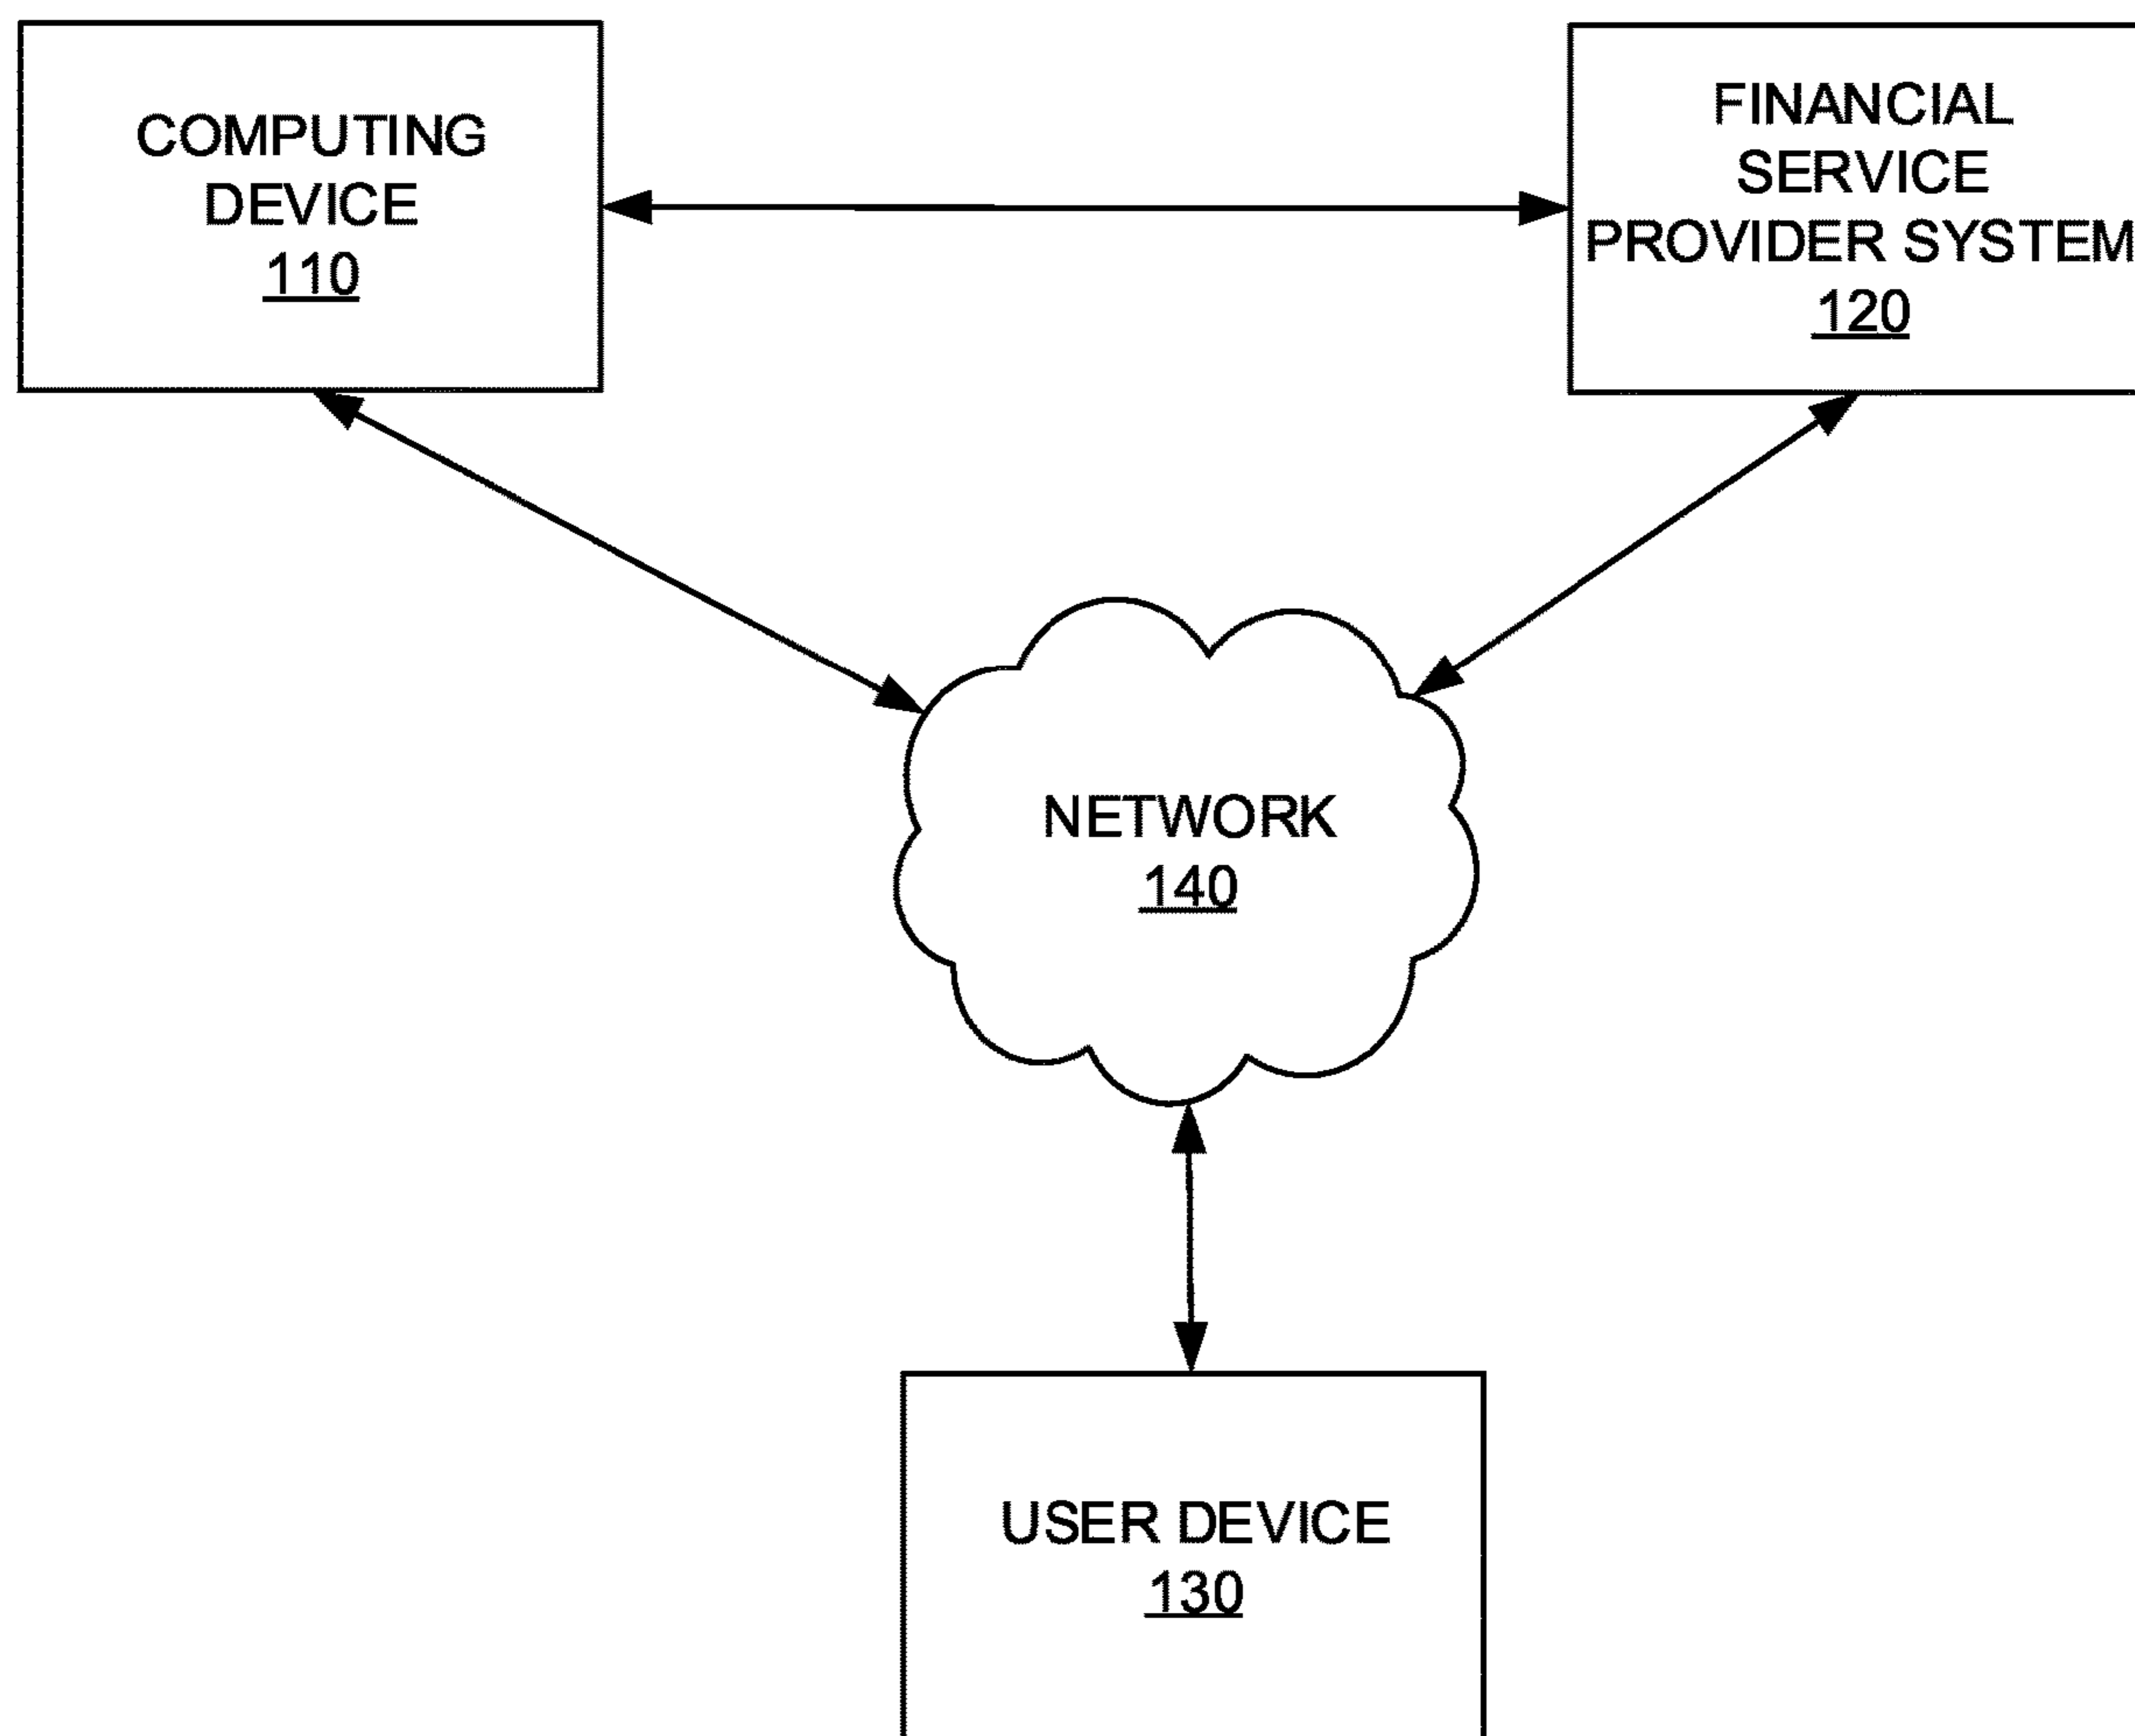 COMPUTING
DEVICE
110
FINANCIAL
SERVICE
PROVIDER SYSTEM
120
NETWORK
140
USER DEVICE
130